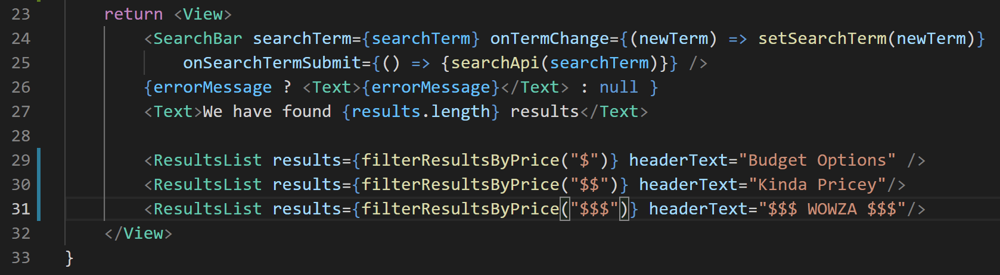 23 return <View>
24 <SearchBar searchTerm={searchTerm} onTermChange={(newTerm) => setSearchTerm(newTerm)}
25 onSearchTermSubmit={() => {searchApi(searchTerm)}} />
26 {errorMessage ? <Text>{errorMessage}</Text> : null }
27 <Text>We have found {results.length} results</Text>
28
29 <ResultsList results={filterResultsByPrice("$")} headerText="Budget Options" />
30 <ResultsList results={filterResultsByPrice("$$")} headerText="Kinda Pricey"/>
31 <ResultsList results={filterResultsByPrice("$$$")} headerText="$$$ WOWZA $$$"/>
32 </View>
33 }